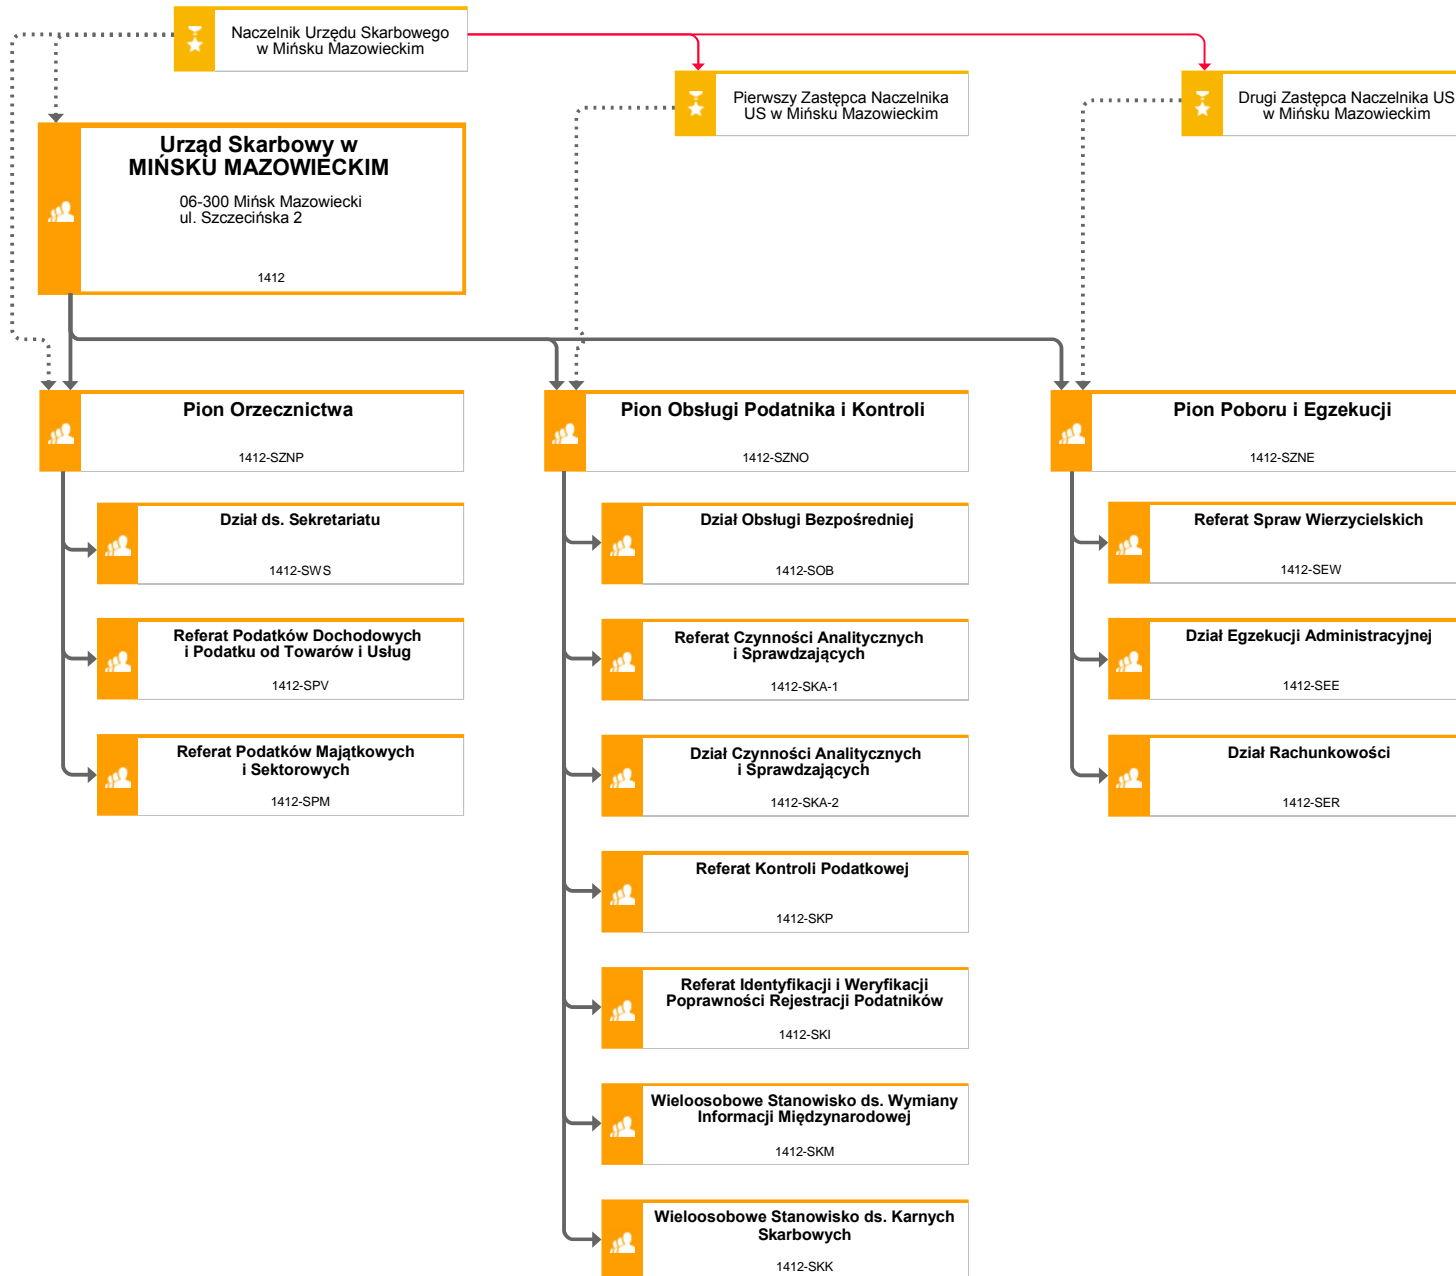 Naczelnik Urzędu Skarbowego
w Mińsku Mazowieckim
Pierwszy Zastępca Naczelnika
US w Mińsku Mazowieckim
Drugi Zastępca Naczelnika US
w Mińsku Mazowieckim
Urząd Skarbowy w
MIŃSKU MAZOWIECKIM
06-300 Mińsk Mazowiecki
ul. Szczecińska 2
1412
Pion Orzecznictwa
1412-SZNP
Dział ds. Sekretariatu
1412-SWS
Referat Podatków Dochodowych
i Podatku od Towarów i Usług
1412-SPV
Referat Podatków Majątkowych
i Sektorowych
1412-SPM
Pion Obsługi Podatnika i Kontroli
1412-SZNO
Dział Obsługi Bezpośredniej
1412-SOB
Referat Czynności Analitycznych
i Sprawdzających
1412-SKA-1
Dział Czynności Analitycznych
i Sprawdzających
1412-SKA-2
Referat Kontroli Podatkowej
1412-SKP
Referat Identyfikacji i Weryfikacji
Poprawności Rejestracji Podatników
1412-SKI
Wieloosobowe Stanowisko ds. Wymiany
Informacji Międzynarodowej
1412-SKM
Wieloosobowe Stanowisko ds. Karnych
Skarbowych
1412-SKK
Pion Poboru i Egzekucji
1412-SZNE
Referat Spraw Wierzycielskich
1412-SEW
Dział Egzekucji Administracyjnej
1412-SEE
Dział Rachunkowości
1412-SER